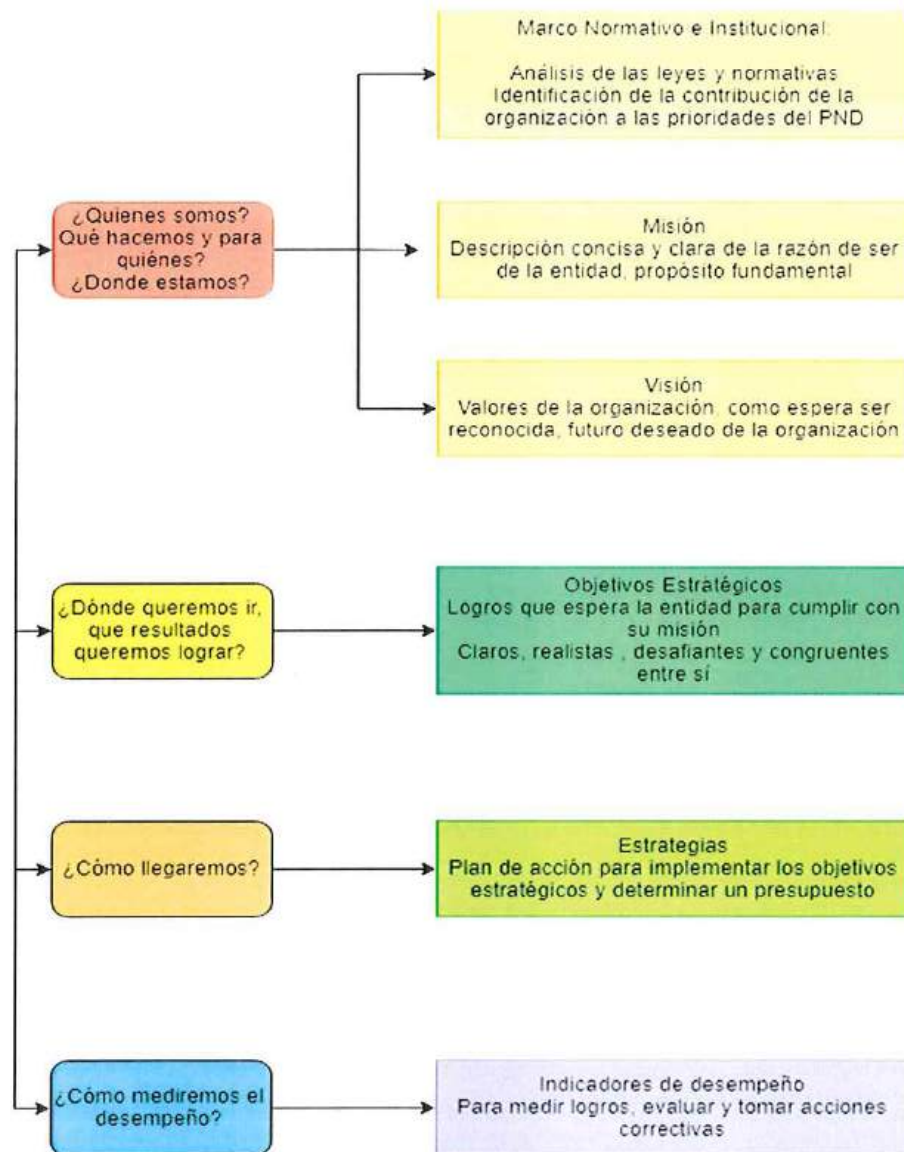 Marco Normativo e Institucional:
Análisis de las leyes y normativas
Identificación de la contribución de la
organización a las prioridades del PND
¿Quienes somos?
Qué hacemos y para
quiénes?
¿Donde estamos?
Misión
Descripción concisa y clara de la razón de ser
de la entidad, propósito fundamental
Visión
Valores de la organización, como espera ser
reconocida, futuro deseado de la organización
¿Dónde queremos ir,
que resultados
queremos lograr?
Objetivos Estratégicos
Logros que espera la entidad para cumplir con
su misión
Claros, realistas , desafiantes y congruentes
entre sí
¿Cómo llegaremos?
Estrategias
Plan de acción para implementar los objetivos
estratégicos y determinar un presupuesto
¿Cómo mediremos el
desempeño?
Indicadores de desempeño
Para medir logros, evaluar y tomar acciones
correctivas